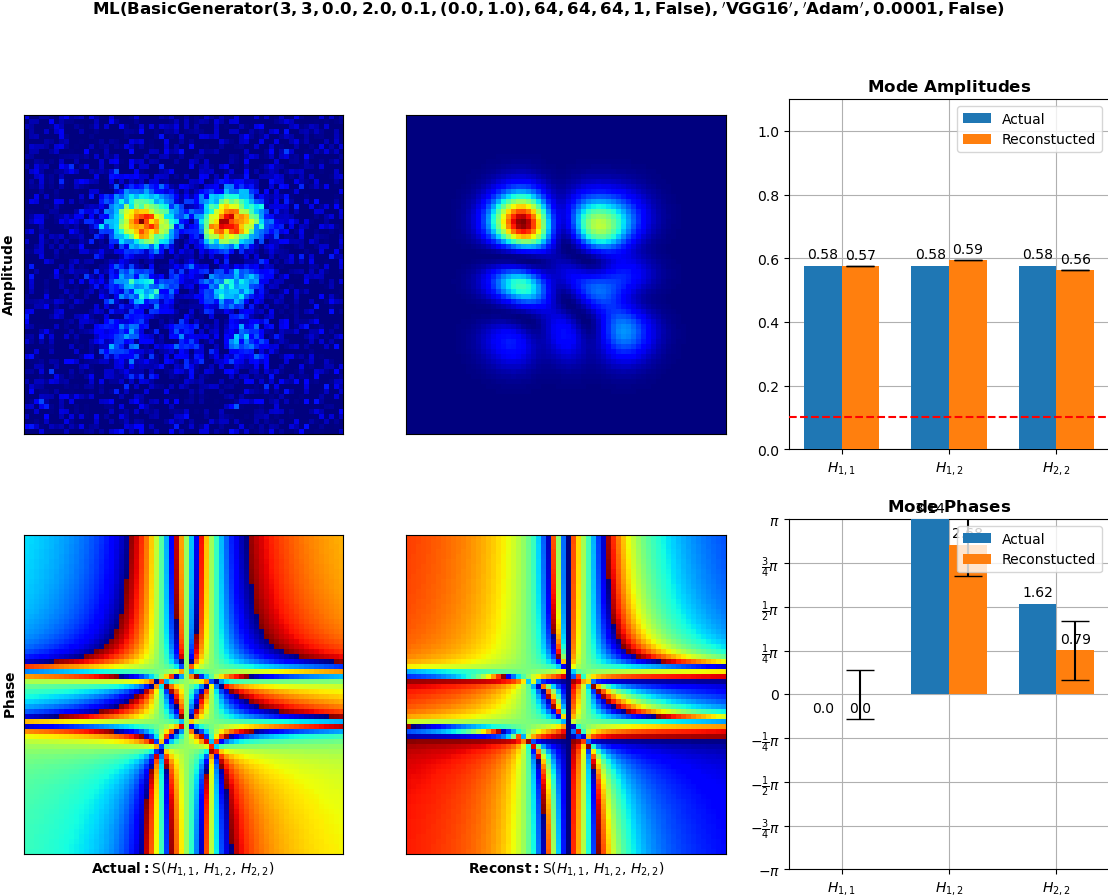 ML(BasicGenerator(3, 3, 0.0, 2.0, 0.1, (0.0, 1.0), 64, 64, 64, 1, False), ′VGG16′, ′Adam′, 0.0001, False)
Amplitude
Mode Amplitudes
Actual
Reconstucted
1.0
0.8
0.6
0.4
0.2
0.0
0.58
0.57
0.58
0.59
0.58
0.56
H1,1
H1,2
H2,2
Phase
Actual: S(H1,1, H1,2, H2,2)
Reconst: S(H1,1, H1,2, H2,2)
Mode Phases
Actual
Reconstucted
π
3/4π
1/2π
1/4π
0
−1/4π
−1/2π
−3/4π
−π
0.0
0.0
3.14
1.62
0.79
H1,1
H1,2
H2,2